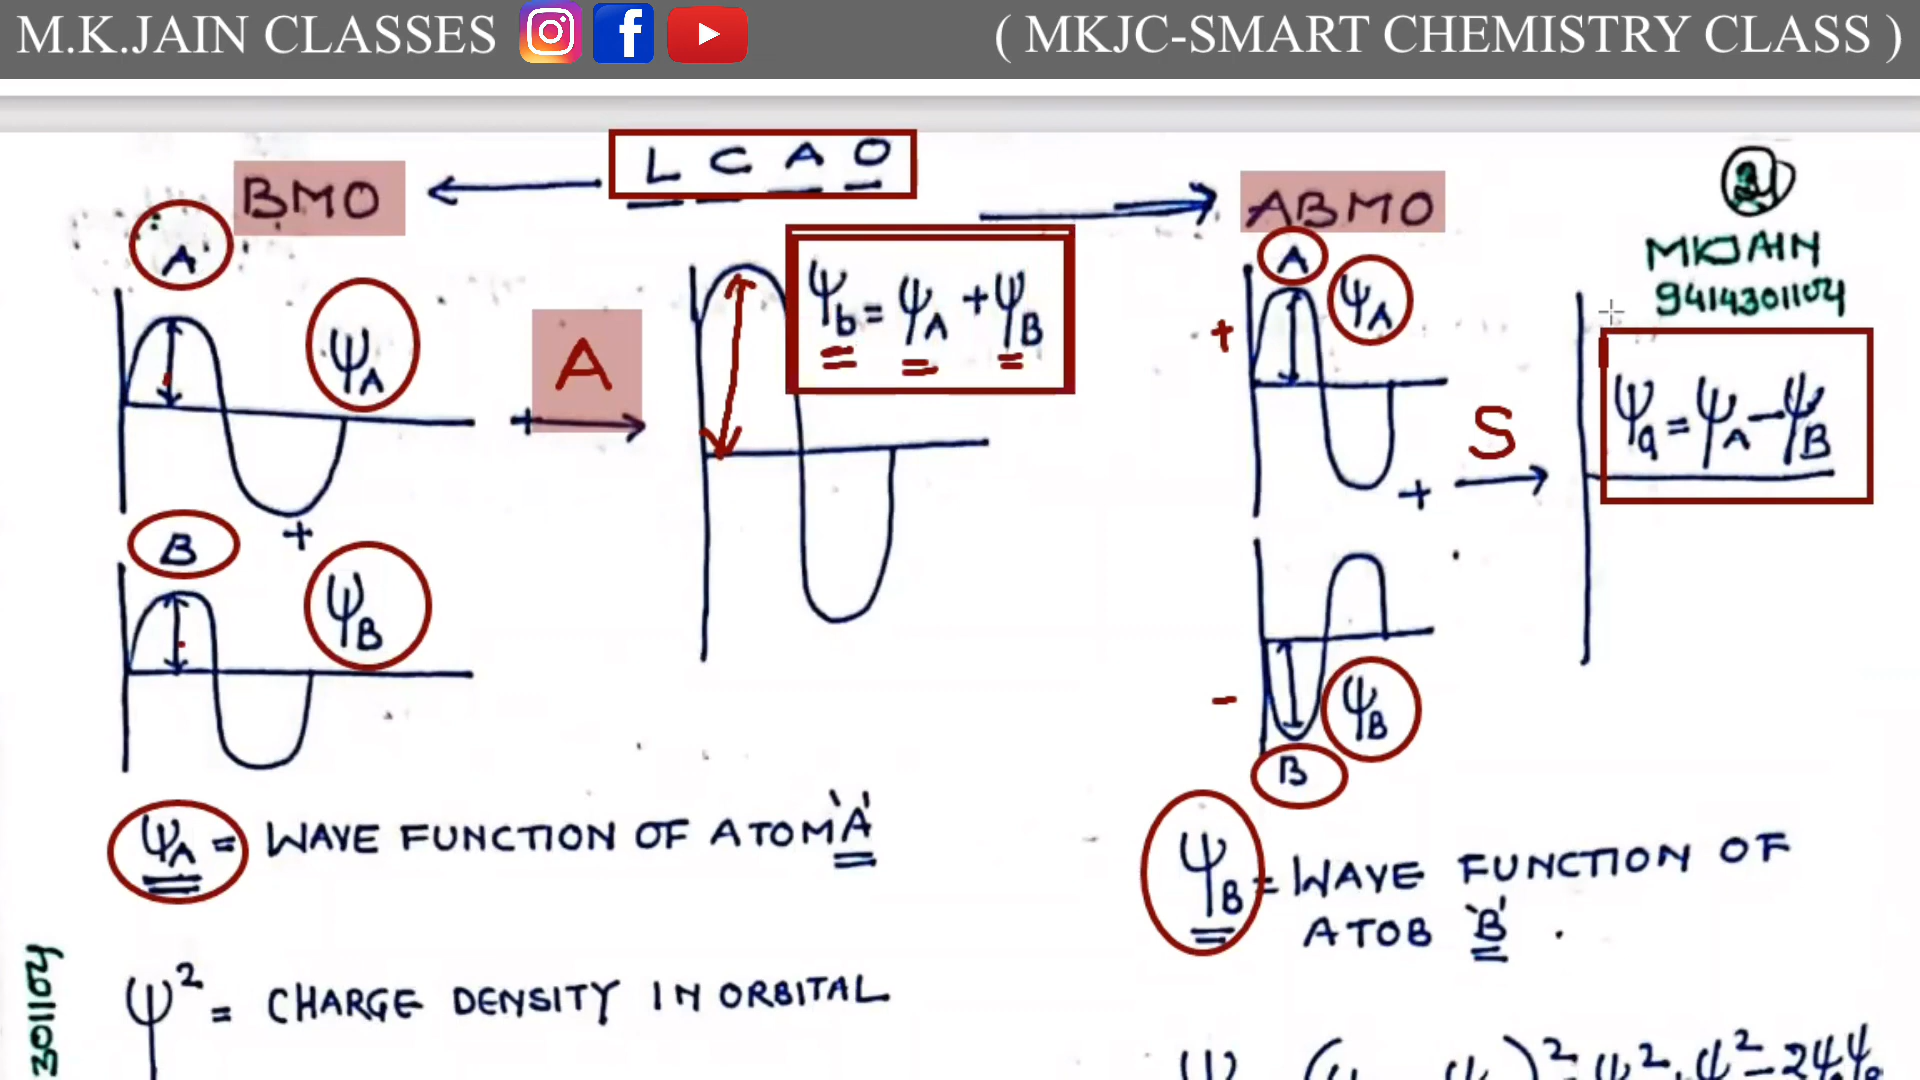 M.K.JAIN CLASSES
( MKJC-SMART CHEMISTRY CLASS )
BMO
L C A O
ABMO
MKJAIN
9414301104
A
ψA
A
ψb = ψA + ψB
+
A
ψA
ψa = ψA - ψB
+
S
+
B
+
ψB
-
ψB
B
ψA = WAVE FUNCTION OF ATOM 'A'
ψB = WAVE FUNCTION OF
ATOB 'B' .
ψ² = CHARGE DENSITY IN ORBITAL
301104